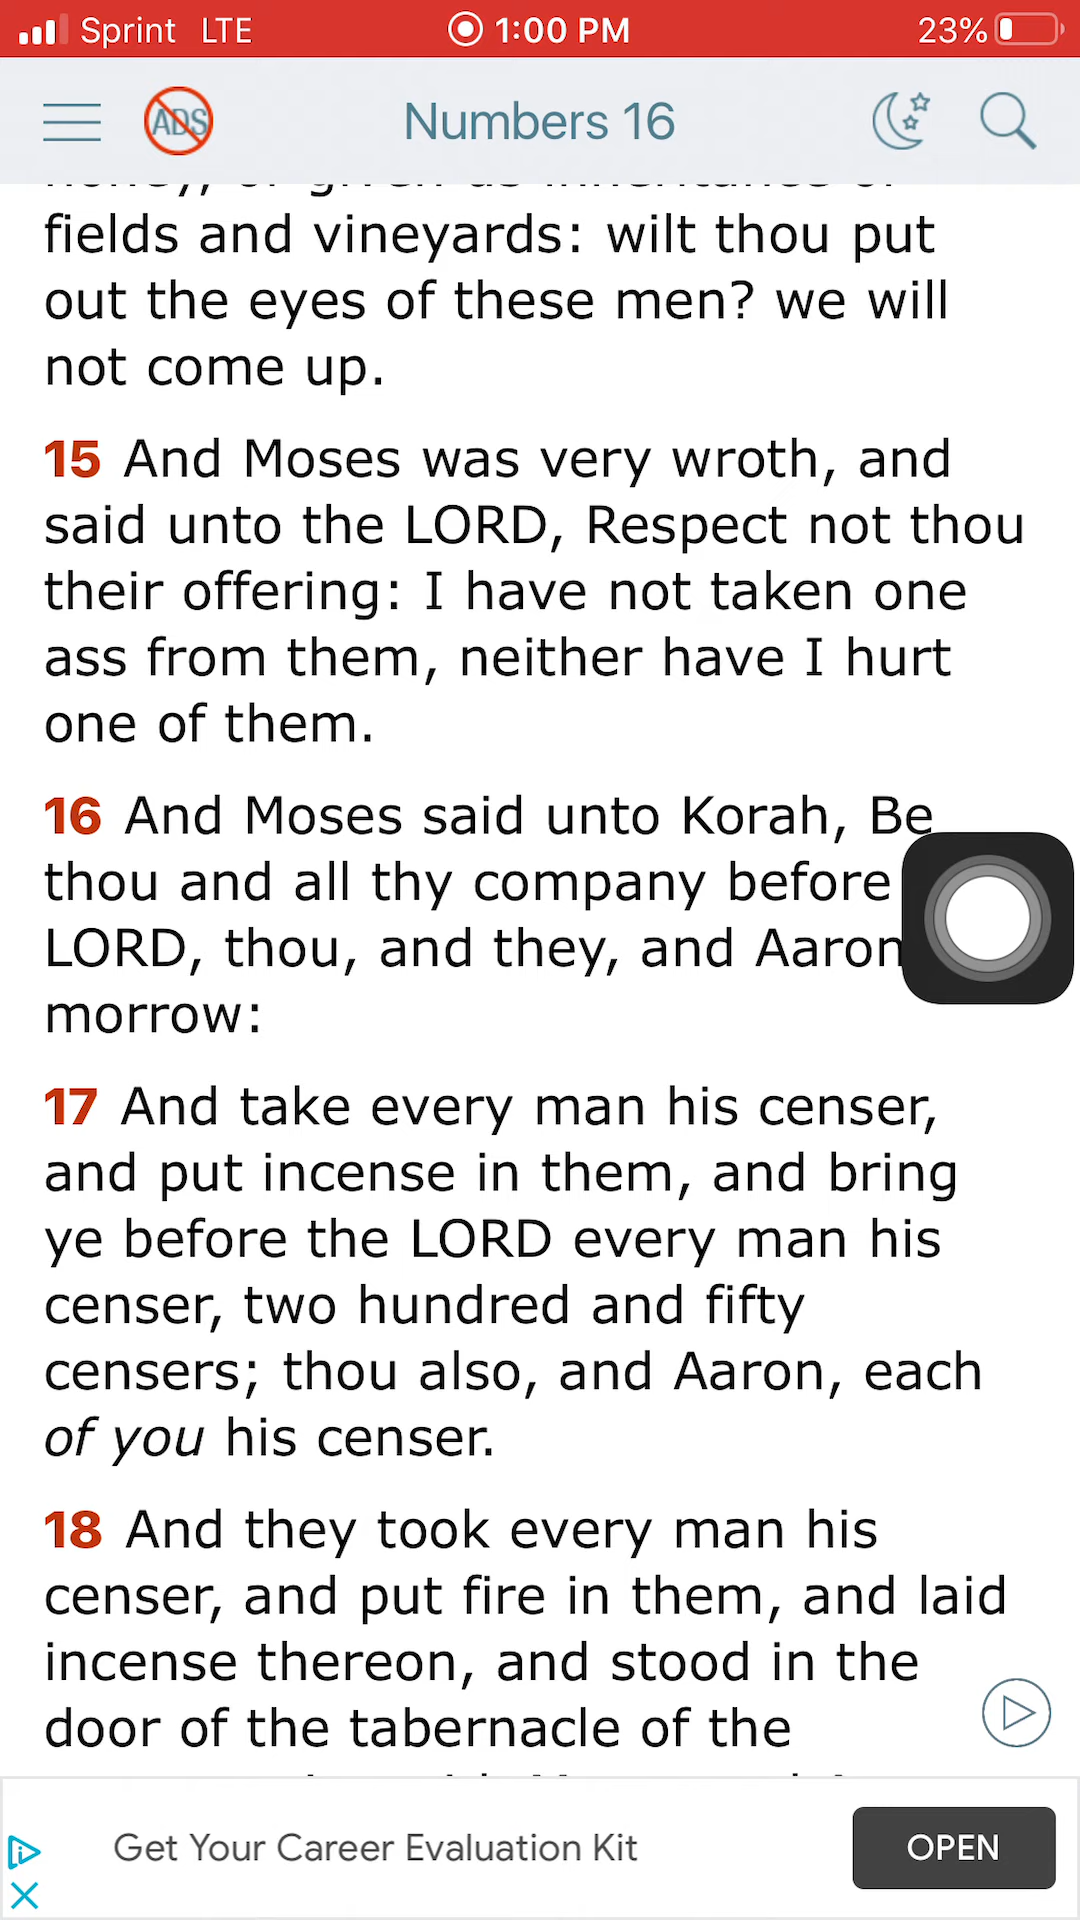 Sprint LTE 1:00 PM 23%
ADS Numbers 16
fields and vineyards: wilt thou put
out the eyes of these men? we will
not come up.
15 And Moses was very wroth, and
said unto the LORD, Respect not thou
their offering: I have not taken one
ass from them, neither have I hurt
one of them.
16 And Moses said unto Korah, Be
thou and all thy company before
LORD, thou, and they, and Aaron
morrow:
17 And take every man his censer,
and put incense in them, and bring
ye before the LORD every man his
censer, two hundred and fifty
censers; thou also, and Aaron, each
of you his censer.
18 And they took every man his
censer, and put fire in them, and laid
incense thereon, and stood in the
door of the tabernacle of the
Get Your Career Evaluation Kit
OPEN